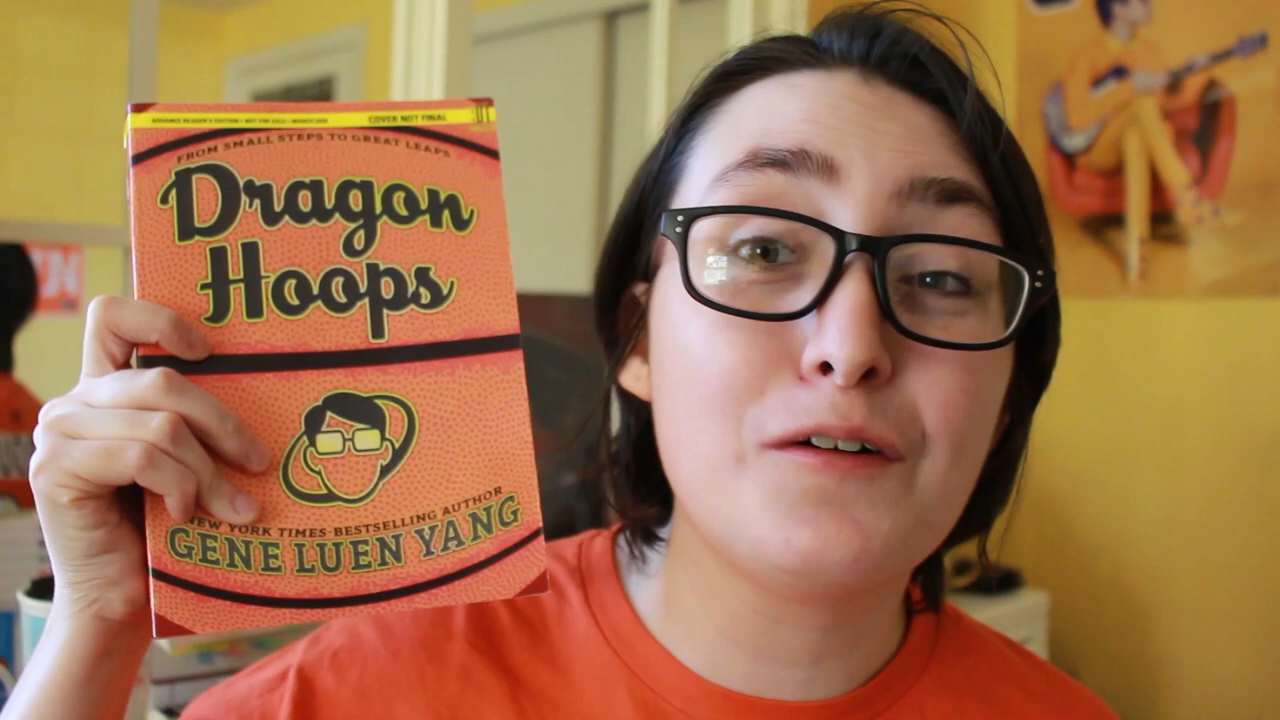 ADVANCE READER'S EDITION • NOT FOR SALE • MARCH 2020
COVER NOT FINAL
:01
FROM SMALL STEPS TO GREAT LEAPS
Dragon
Hoops
NEW YORK TIMES-BESTSELLING AUTHOR
GENE LUEN YANG